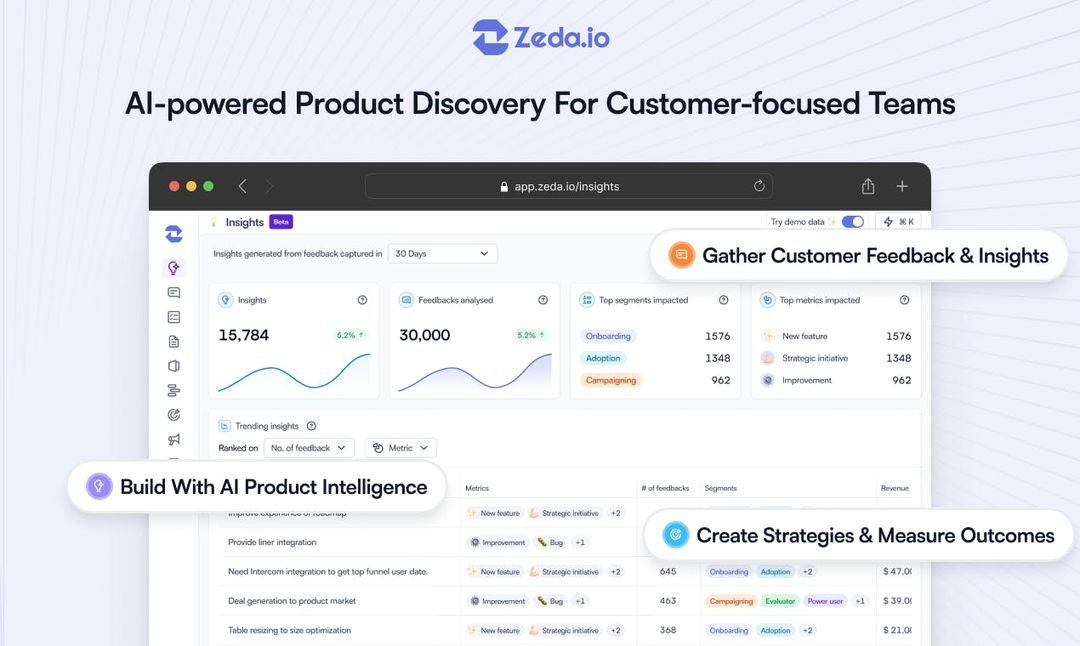 Zeda.io
AI-powered Product Discovery For Customer-focused Teams
app.zeda.io/insights
Insights Beta
Try demo data
⌘ K
Insights generated from feedback captured in 30 Days
Gather Customer Feedback & Insights
Insights
15,784 5.2% ↑
Feedbacks analysed
30,000 5.2% ↑
Top segments impacted
Onboarding 1576
Adoption 1348
Campaigning 962
Top metrics impacted
New feature 1576
Strategic initiative 1348
Improvement 962
Trending insights
Ranked on No. of feedback Metric
Build With AI Product Intelligence
Metrics # of feedbacks Segments Revenue
Improve experience of roadmap New feature Strategic initiative +2
Create Strategies & Measure Outcomes
Provide liner integration Improvement Bug +1
Need Intercom integration to get top funnel user date. New feature Strategic initiative +2 645 Onboarding Adoption +2 $ 47,0
Deal generation to product market Improvement Bug +1 463 Campaigning Evaluator Power user +1 $ 39,0
Table resizing to size optimization New feature Strategic initiative +2 368 Onboarding Adoption +2 $ 21,0